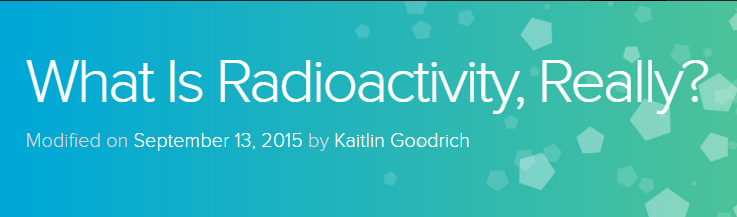 What Is Radioactivity, Really?
Modified on September 13, 2015 by Kaitlin Goodrich